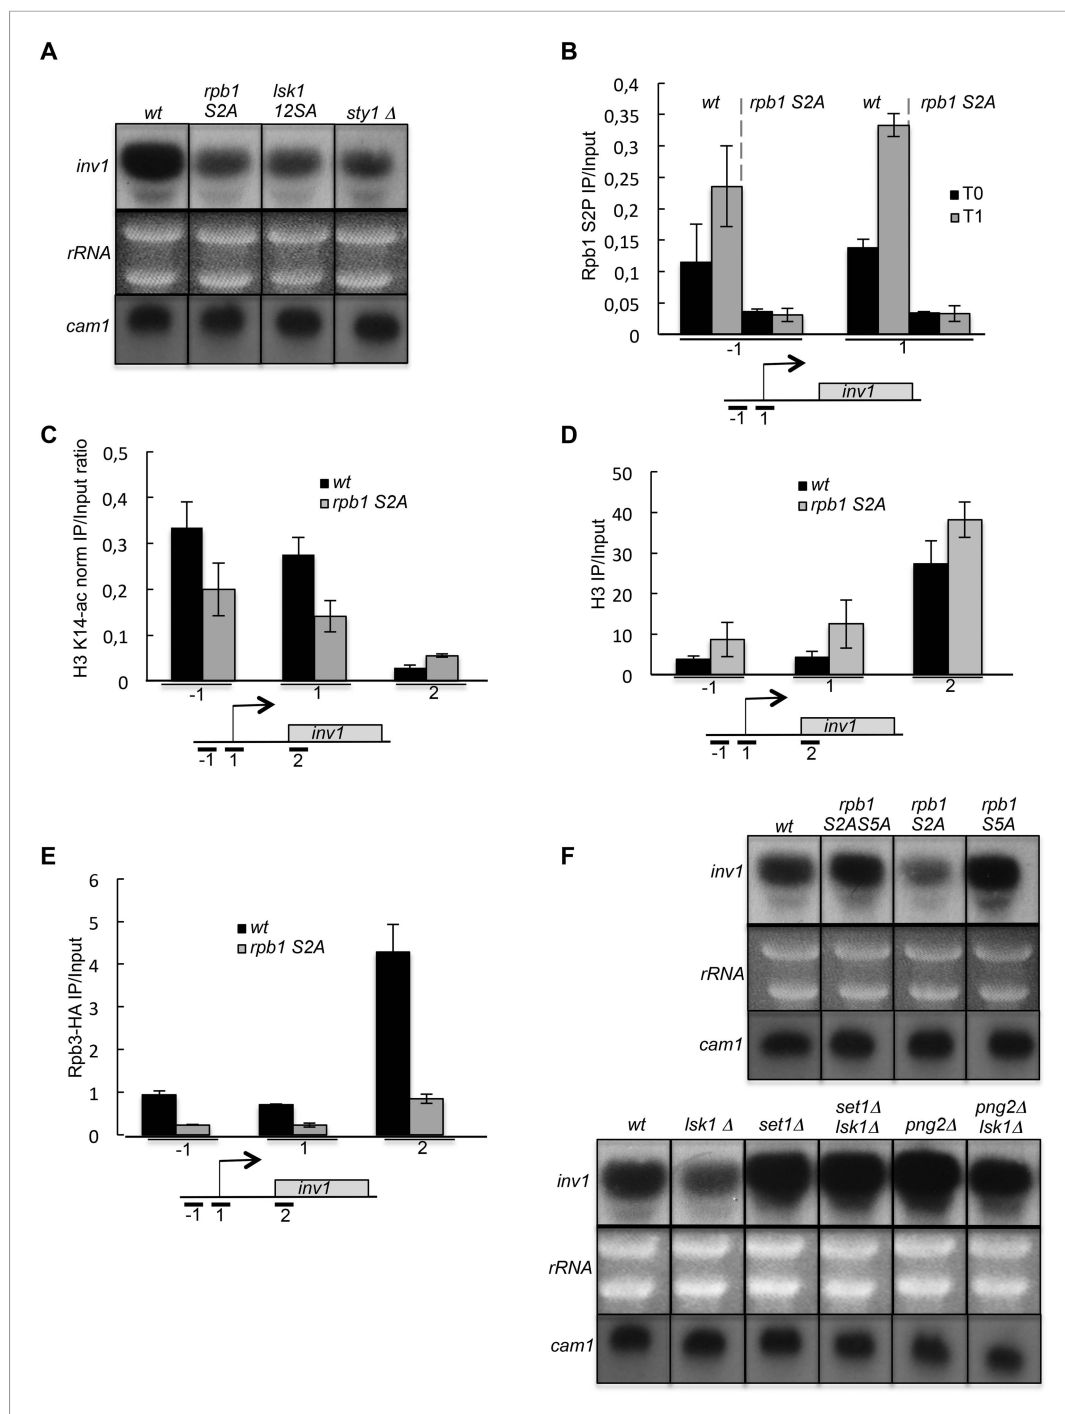 A
wt
rpb1 S2A
lsk1 12SA
sty1 Δ
inv1
rRNA
cam1
B
Rpb1 S2P IP/Input
0,4
0,35
0,3
0,25
0,2
0,15
0,1
0,05
0
wt
rpb1 S2A
wt
rpb1 S2A
T0
T1
-1
1
inv1
-1
1
C
H3 K14-ac norm IP/Input ratio
0,5
0,4
0,3
0,2
0,1
0
wt
rpb1 S2A
-1
1
2
inv1
-1
1
2
D
H3 IP/Input
50
40
30
20
10
0
wt
rpb1 S2A
-1
1
2
inv1
-1
1
2
E
Rpb3-HA IP/Input
6
5
4
3
2
1
0
wt
rpb1 S2A
-1
1
2
inv1
-1
1
2
F
wt
rpb1 S2AS5A
rpb1 S2A
rpb1 S5A
inv1
rRNA
cam1
wt
lsk1 Δ
set1Δ
set1Δ lsk1Δ
png2Δ
png2Δ lsk1Δ
inv1
rRNA
cam1